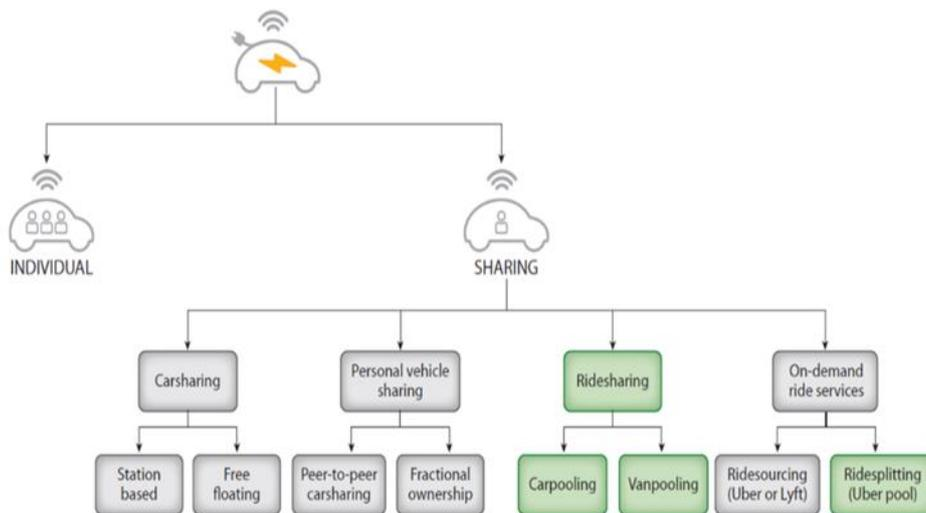 INDIVIDUAL
SHARING
Carsharing
Personal vehicle
sharing
Ridesharing
On-demand
ride services
Station
based
Free
floating
Peer-to-peer
carsharing
Fractional
ownership
Carpooling
Vanpooling
Ridesourcing
(Uber or Lyft)
Ridesplitting
(Uber pool)